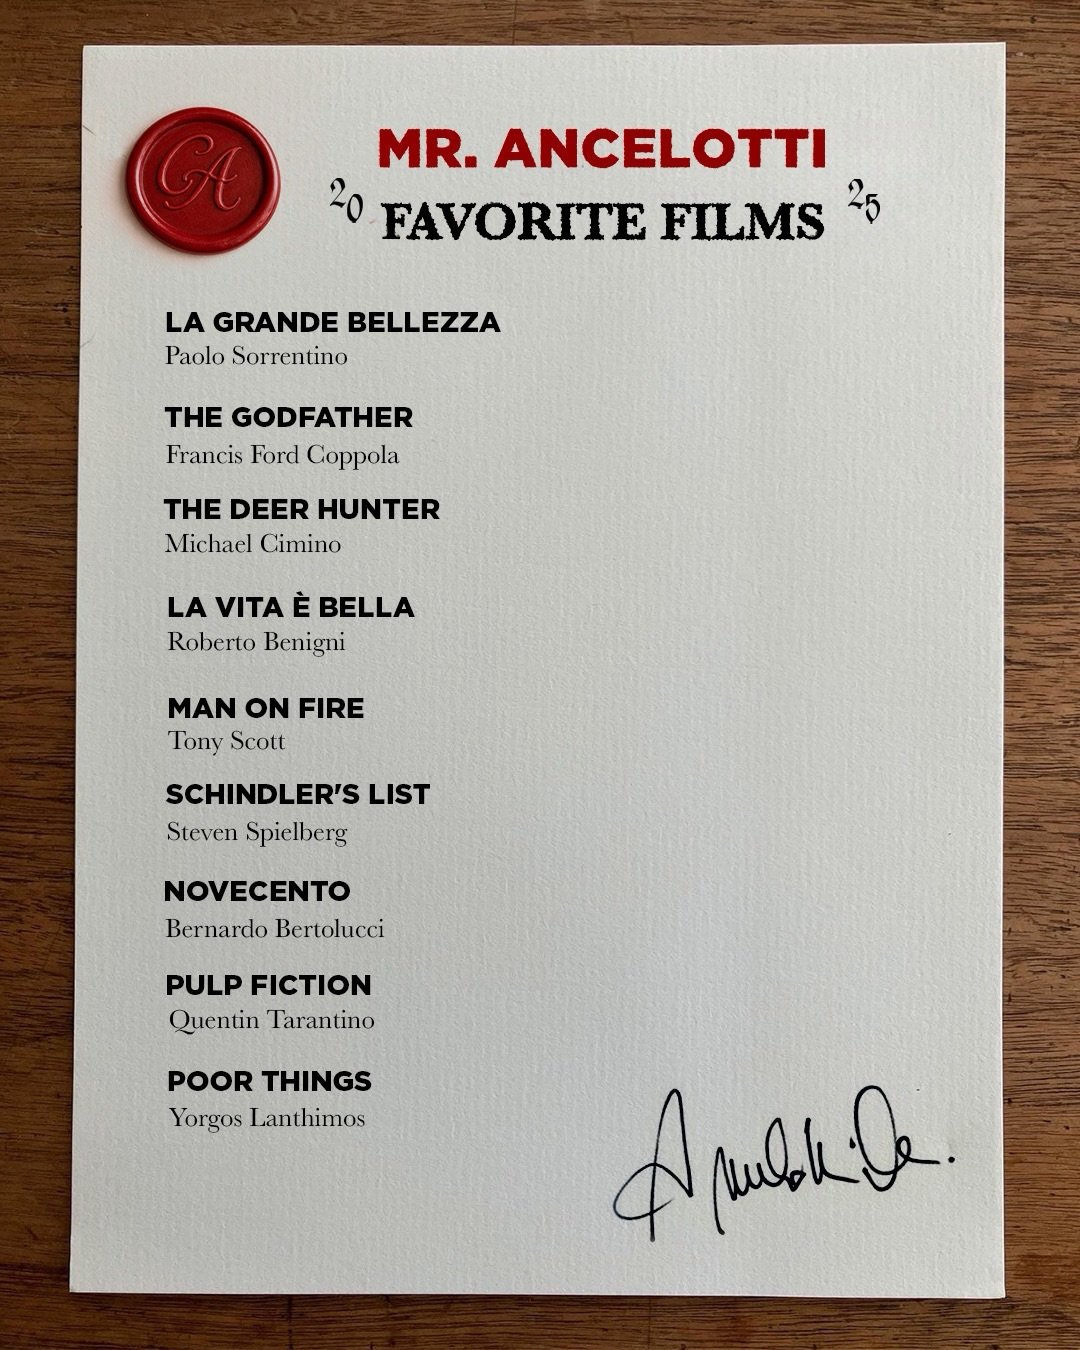 CA
MR. ANCELOTTI
20 FAVORITE FILMS 25
LA GRANDE BELLEZZA
Paolo Sorrentino
THE GODFATHER
Francis Ford Coppola
THE DEER HUNTER
Michael Cimino
LA VITA È BELLA
Roberto Benigni
MAN ON FIRE
Tony Scott
SCHINDLER'S LIST
Steven Spielberg
NOVECENTO
Bernardo Bertolucci
PULP FICTION
Quentin Tarantino
POOR THINGS
Yorgos Lanthimos